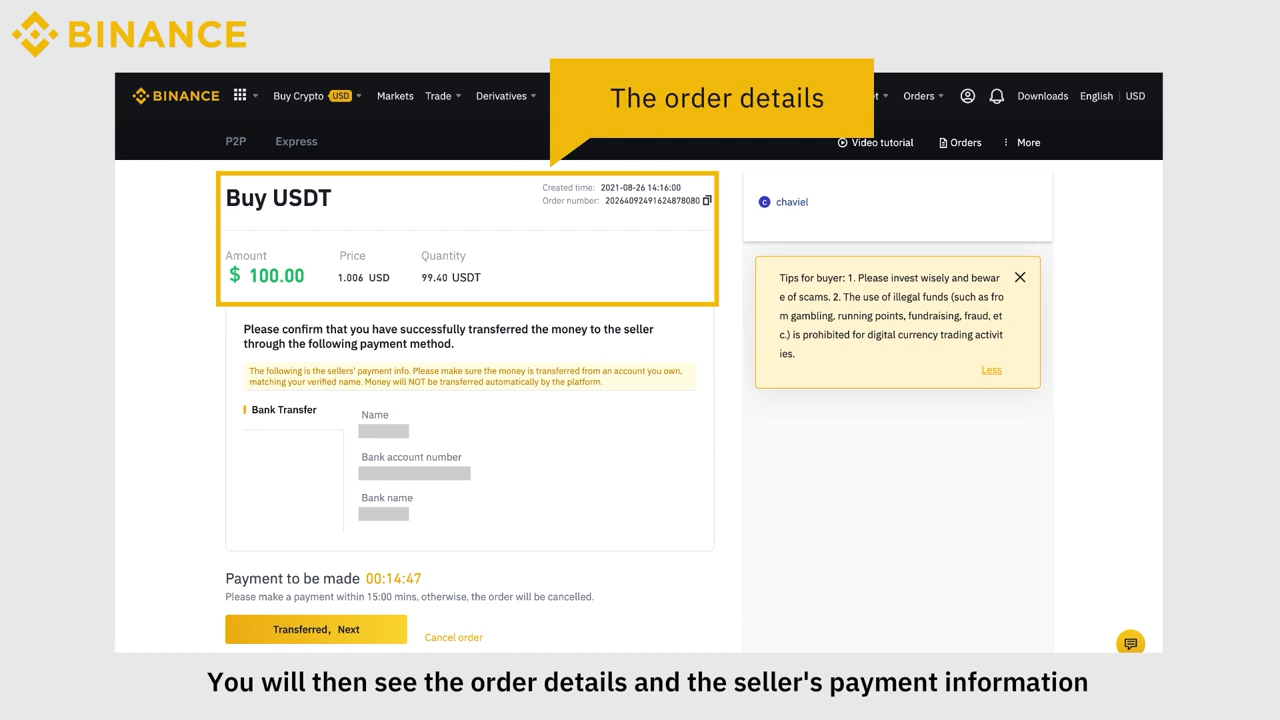 BINANCE
The order details
BINANCE Buy Crypto USD Markets Trade Derivatives Orders Downloads English USD
P2P Express Video tutorial Orders More
Buy USDT
Created time: 2021-08-26 14:16:00
Order number: 20264092491624878080
Amount Price Quantity
$ 100.00 1.006 USD 99.40 USDT
Please confirm that you have successfully transferred the money to the seller
through the following payment method.
The following is the sellers' payment info. Please make sure the money is transferred from an account you own,
matching your verified name. Money will NOT be transferred automatically by the platform.
Bank Transfer
Name
Bank account number
Bank name
Payment to be made 00:14:47
Please make a payment within 15:00 mins, otherwise, the order will be cancelled.
Transferred, Next
Cancel order
c chaviel
Tips for buyer: 1. Please invest wisely and bewar
e of scams. 2. The use of illegal funds (such as fro
m gambling, running points, fundraising, fraud, et
c.) is prohibited for digital currency trading activit
ies.
Less
You will then see the order details and the seller's payment information